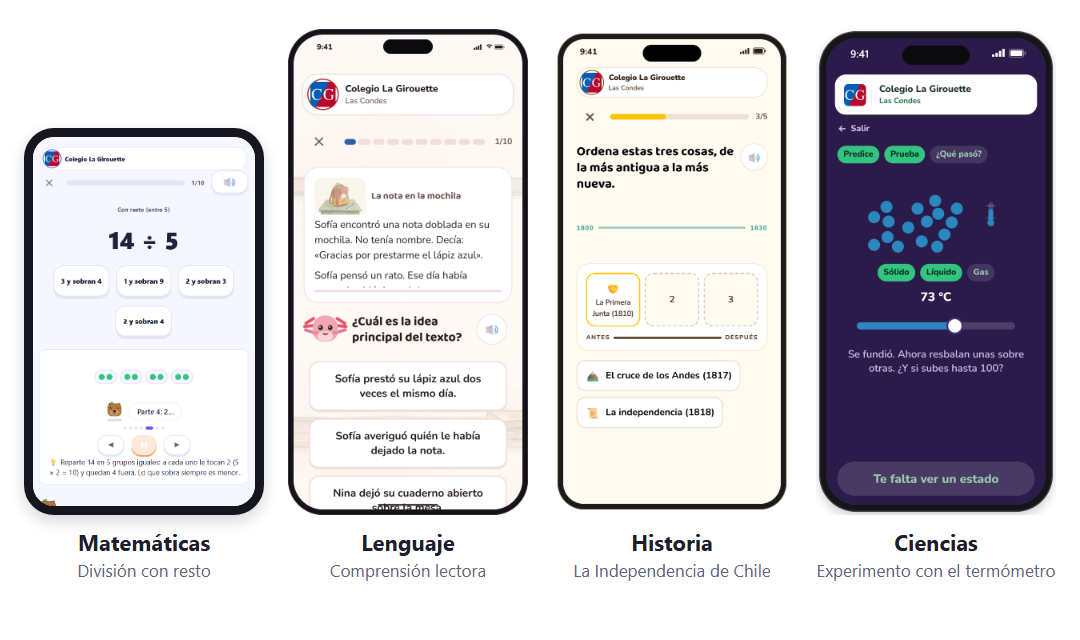 CG
Colegio La Girouette
1/10
Con resto (entre 5)
14 ÷ 5
3 y sobran 4
1 y sobran 9
2 y sobran 3
2 y sobran 4
Parte 4: 2...
Reparte 14 en 5 grupos iguales: a cada uno le tocan 2 (5
× 2 = 10) y quedan 4 fuera. Lo que sobra siempre es menor...
Matemáticas
División con resto
9:41
CG
Colegio La Girouette
Las Condes
1/10
La nota en la mochila
Sofía encontró una nota doblada en su
mochila. No tenía nombre. Decía:
«Gracias por prestarme el lápiz azul».
Sofía pensó un rato. Ese día había
¿Cuál es la idea
principal del texto?
Sofía prestó su lápiz azul dos
veces el mismo día.
Sofía averiguó quién le había
dejado la nota.
Nina dejó su cuaderno abierto
sobre la mesa.
Lenguaje
Comprensión lectora
9:41
CG
Colegio La Girouette
Las Condes
3/5
Ordena estas tres cosas, de
la más antigua a la más
nueva.
1800
1830
La Primera
Junta (1810)
2
3
ANTES
DESPUÉS
El cruce de los Andes (1817)
La independencia (1818)
Historia
La Independencia de Chile
9:41
CG
Colegio La Girouette
Las Condes
← Salir
Predice
Prueba
¿Qué pasó?
Sólido
Líquido
Gas
73 °C
Se fundió. Ahora resbalan unas sobre
otras. ¿Y si subes hasta 100?
Te falta ver un estado
Ciencias
Experimento con el termómetro